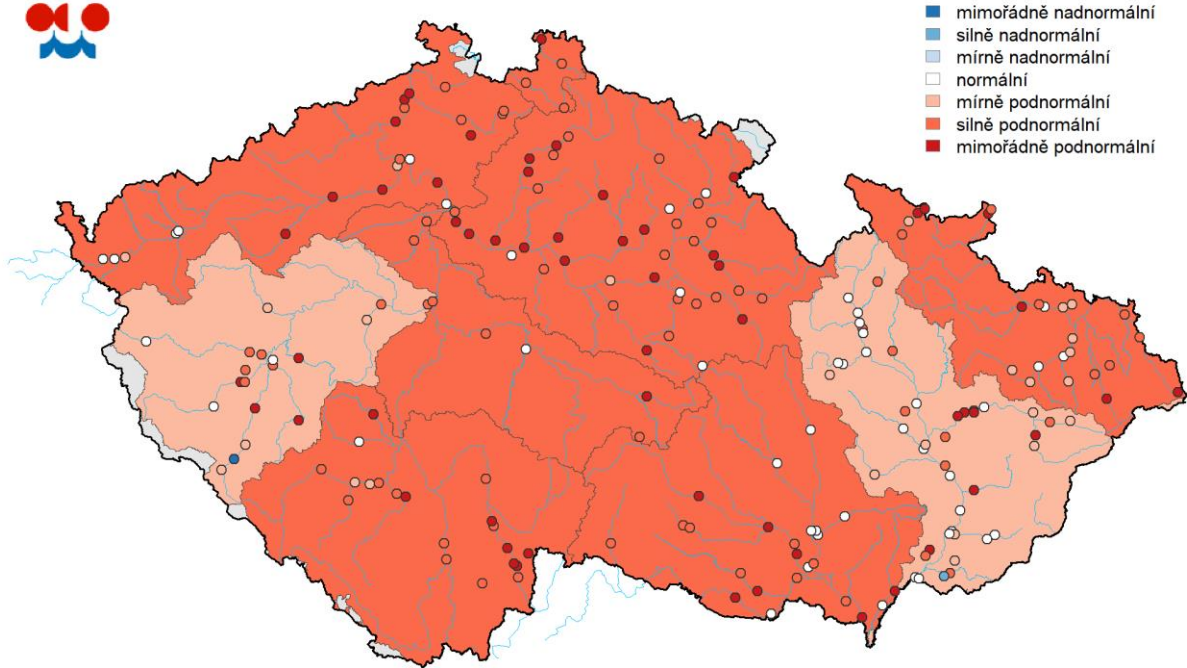 mimořádně nadnormální
silně nadnormální
mírně nadnormální
normální
mírně podnormální
silně podnormální
mimořádně podnormální